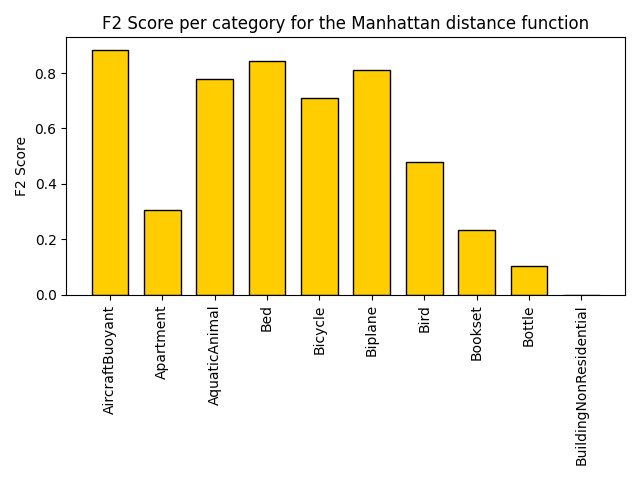 F2 Score per category for the Manhattan distance function
F2 Score
0.8
0.6
0.4
0.2
0.0
AircraftBuoyant
Apartment
AquaticAnimal
Bed
Bicycle
Biplane
Bird
Bookset
Bottle
BuildingNonResidential